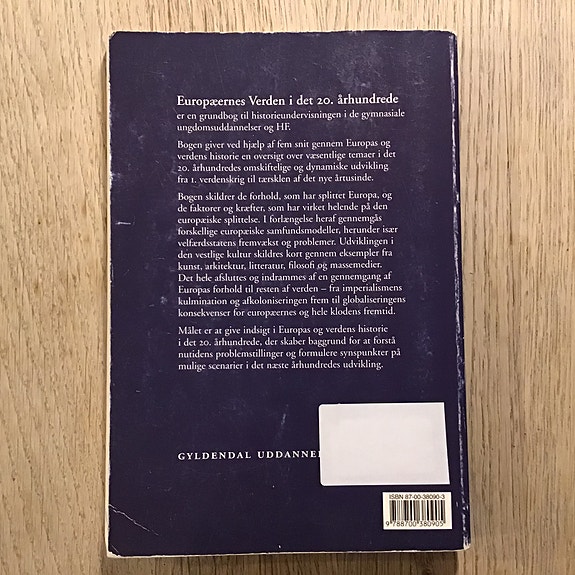 Europæernes Verden i det 20. århundrede
er en grundbog til historieundervisningen i de gymnasiale
ungdomsuddannelser og HF.
Bogen giver ved hjælp af fem snit gennem Europas og
verdens historie en oversigt over væsentlige temaer i det
20. århundredes omskiftelige og dynamiske udvikling
fra 1. verdenskrig til tærsklen af det nye årtusinde.
Bogen skildrer de forhold, som har splittet Europa, og
de faktorer og kræfter, som har virket helende på den
europæiske splittelse. I forlængelse heraf gennemgås
forskellige europæiske samfundsmodeller, herunder især
velfærdsstatens fremvækst og problemer. Udviklingen i
den vestlige kultur skildres kort gennem eksempler fra
kunst, arkitektur, litteratur, filosofi og massemedier.
Det hele afsluttes og indrammes af en gennemgang af
Europas forhold til resten af verden – fra imperialismens
kulmination og afkoloniseringen frem til globaliseringens
konsekvenser for europæernes og hele klodens fremtid.
Målet er at give indsigt i Europas og verdens historie
i det 20. århundrede, der skaber baggrund for at forstå
nutidens problemstillinger og formulere synspunkter på
mulige scenarier i det næste århundredes udvikling.
GYLDENDAL
ISBN 87-00-38090-3
9 788700 380905